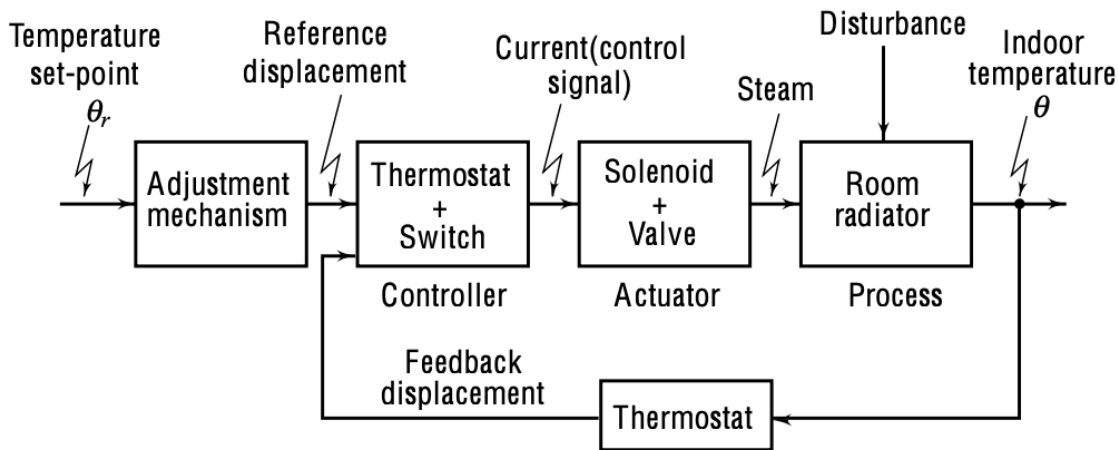 Temperature
set-point
θr
Reference
displacement
Current(control
signal)
Steam
Disturbance
Indoor
temperature
θ
Adjustment
mechanism
Thermostat
+
Switch
Solenoid
+
Valve
Room
radiator
Controller
Actuator
Process
Feedback
displacement
Thermostat